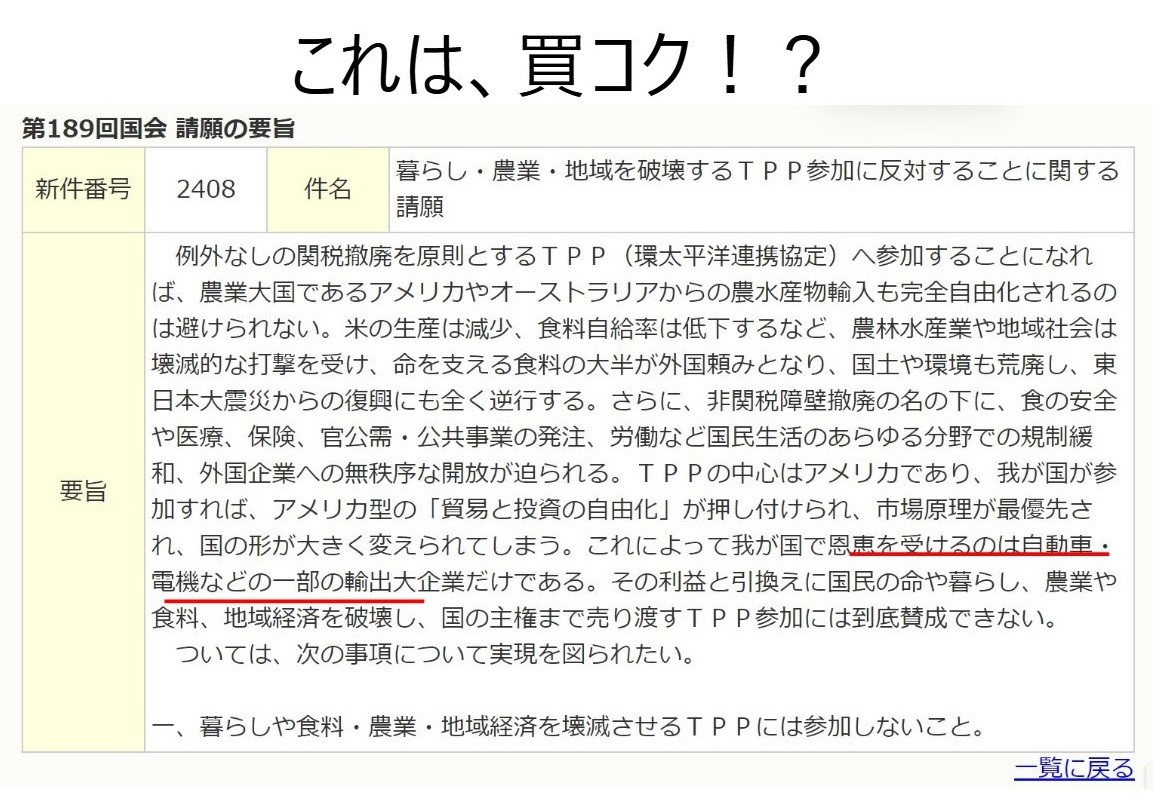 これは、買コク！？
第189回国会 請願の要旨
新件番号
2408
件名
暮らし・農業・地域を破壊するＴＰＰ参加に反対することに関する
請願
要旨
　例外なしの関税撤廃を原則とするＴＰＰ（環太平洋連携協定）へ参加することになれ
ば、農業大国であるアメリカやオーストラリアからの農水産物輸入も完全自由化されるの
は避けられない。米の生産は減少、食料自給率は低下するなど、農林水産業や地域社会は
壊滅的な打撃を受け、命を支える食料の大半が外国頼みとなり、国土や環境も荒廃し、東
日本大震災からの復興にも全く逆行する。さらに、非関税障壁撤廃の名の下に、食の安全
や医療、保険、官公需・公共事業の発注、労働など国民生活のあらゆる分野での規制緩
和、外国企業への無秩序な開放が迫られる。ＴＰＰの中心はアメリカであり、我が国が参
加すれば、アメリカ型の「貿易と投資の自由化」が押し付けられ、市場原理が最優先さ
れ、国の形が大きく変えられてしまう。これによって我が国で恩恵を受けるのは自動車・
電機などの一部の輸出大企業だけである。その利益と引換えに国民の命や暮らし、農業や
食料、地域経済を破壊し、国の主権まで売り渡すＴＰＰ参加には到底賛成できない。
　ついては、次の事項について実現を図られたい。
一、暮らしや食料・農業・地域経済を壊滅させるＴＰＰには参加しないこと。
一覧に戻る